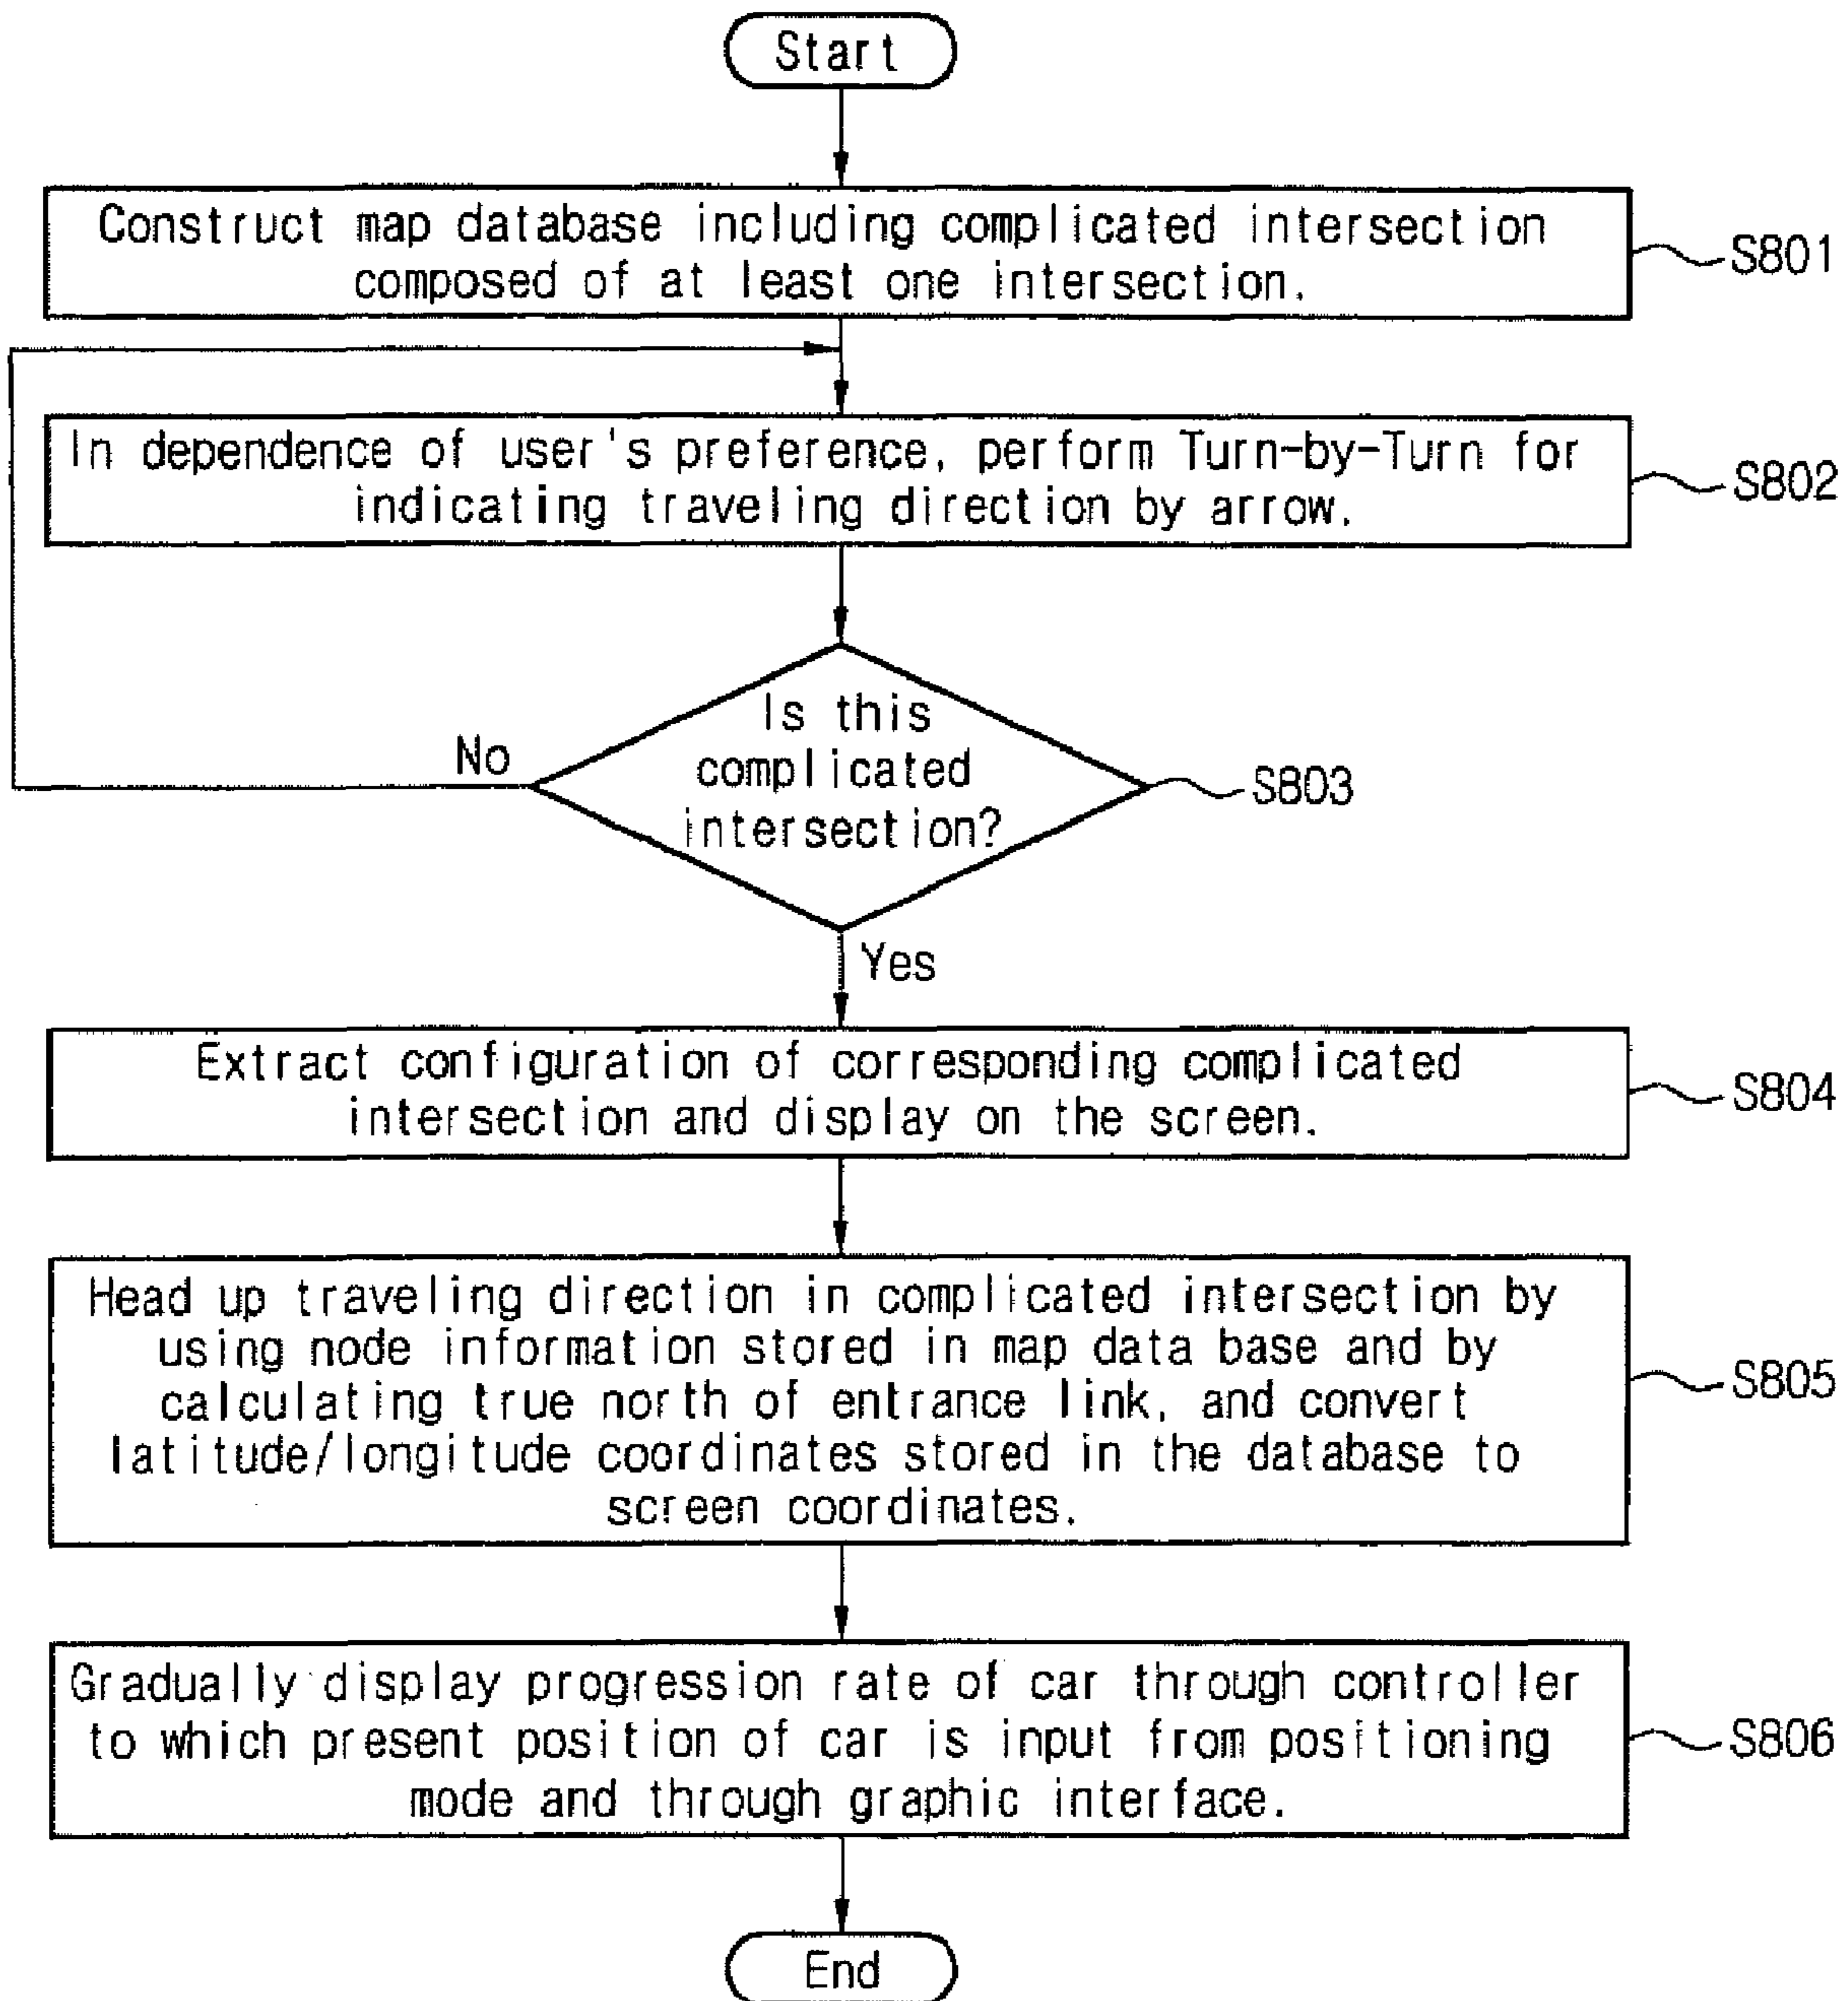 Start
Construct map database including complicated intersection
composed of at least one intersection.
S801
In dependence of user's preference, perform Turn-by-Turn for
indicating traveling direction by arrow.
S802
Is this
complicated
intersection?
No
S803
Yes
Extract configuration of corresponding complicated
intersection and display on the screen.
S804
Head up traveling direction in complicated intersection by
using node information stored in map data base and by
calculating true north of entrance link, and convert
latitude/longitude coordinates stored in the database to
screen coordinates.
S805
Gradually display progression rate of car through controller
to which present position of car is input from positioning
mode and through graphic interface.
S806
End